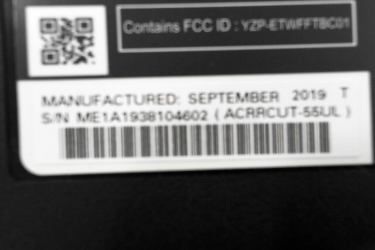 Contains FCC ID : YZP-ETWFFTBC01
MANUFACTURED: SEPTEMBER 2019 T
S/N ME1A1938104602 ( ACRRCUT-55UL )